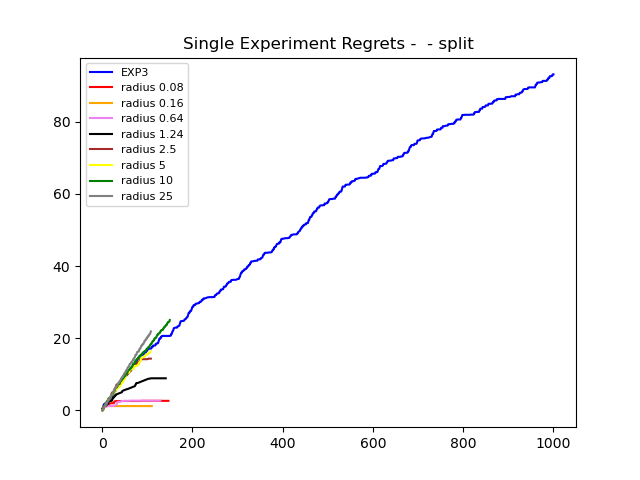 Single Experiment Regrets -  - split
EXP3
radius 0.08
radius 0.16
radius 0.64
radius 1.24
radius 2.5
radius 5
radius 10
radius 25
80
60
40
20
0
0 200 400 600 800 1000